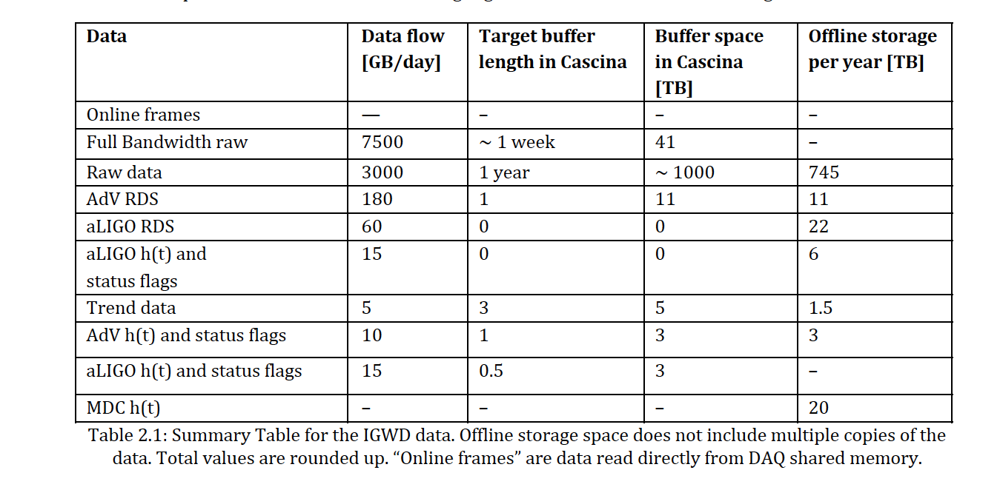 Data Data flow [GB/day] Target buffer length in Cascina Buffer space in Cascina [TB] Offline storage per year [TB]
Online frames — – – –
Full Bandwidth raw 7500 ~ 1 week 41 –
Raw data 3000 1 year ~ 1000 745
AdV RDS 180 1 11 11
aLIGO RDS 60 0 0 22
aLIGO h(t) and status flags 15 0 0 6
Trend data 5 3 5 1.5
AdV h(t) and status flags 10 1 3 3
aLIGO h(t) and status flags 15 0.5 3 –
MDC h(t) – – – 20
Table 2.1: Summary Table for the IGWD data. Offline storage space does not include multiple copies of the
data. Total values are rounded up. “Online frames” are data read directly from DAQ shared memory.